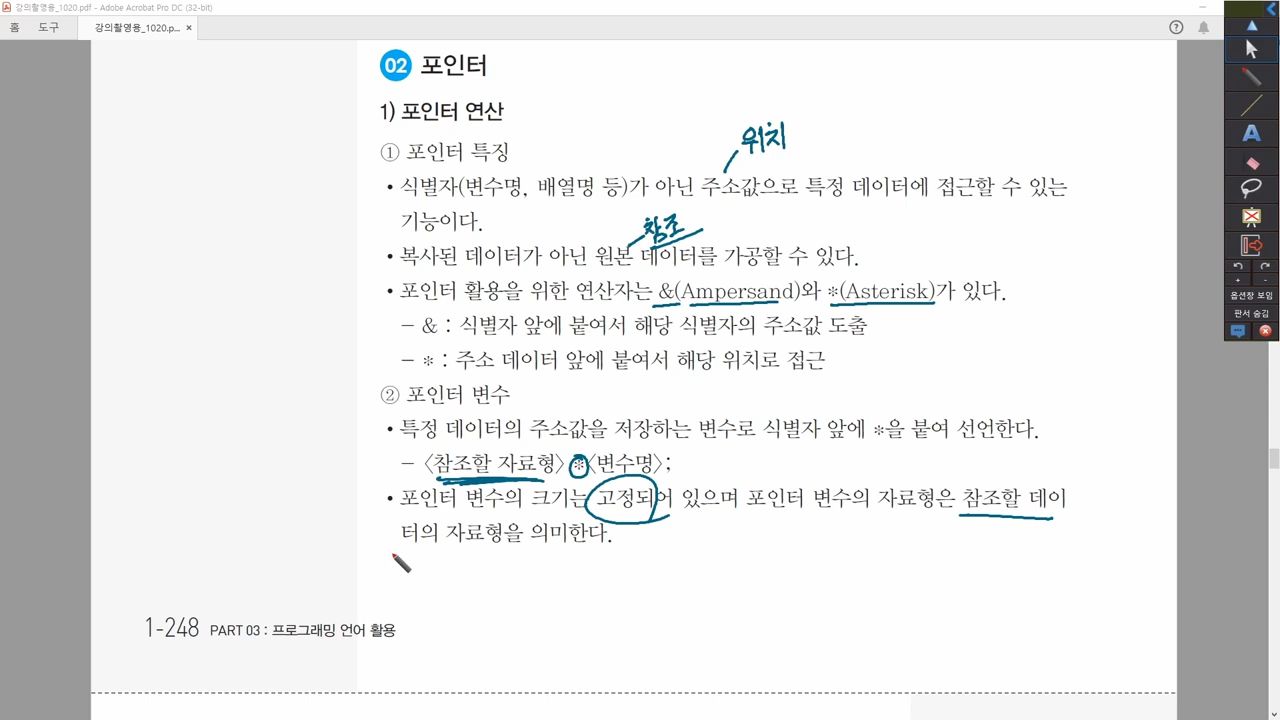 강의촬영용_1020.pdf - Adobe Acrobat Pro DC (32-bit)
홈 도구 강의촬영용_1020.p... ×
02 포인터
1) 포인터 연산
① 포인터 특징
위치
• 식별자(변수명, 배열명 등)가 아닌 주소값으로 특정 데이터에 접근할 수 있는
기능이다.
참조
• 복사된 데이터가 아닌 원본 데이터를 가공할 수 있다.
• 포인터 활용을 위한 연산자는 &(Ampersand)와 *(Asterisk)가 있다.
– & : 식별자 앞에 붙여서 해당 식별자의 주소값 도출
– * : 주소 데이터 앞에 붙여서 해당 위치로 접근
② 포인터 변수
• 특정 데이터의 주소값을 저장하는 변수로 식별자 앞에 *을 붙여 선언한다.
– 〈참조할 자료형〉 *〈변수명〉;
• 포인터 변수의 크기는 고정되어 있으며 포인터 변수의 자료형은 참조할 데이
터의 자료형을 의미한다.
1-248 PART 03 : 프로그래밍 언어 활용
A
옵션장 보임
판서 숨김